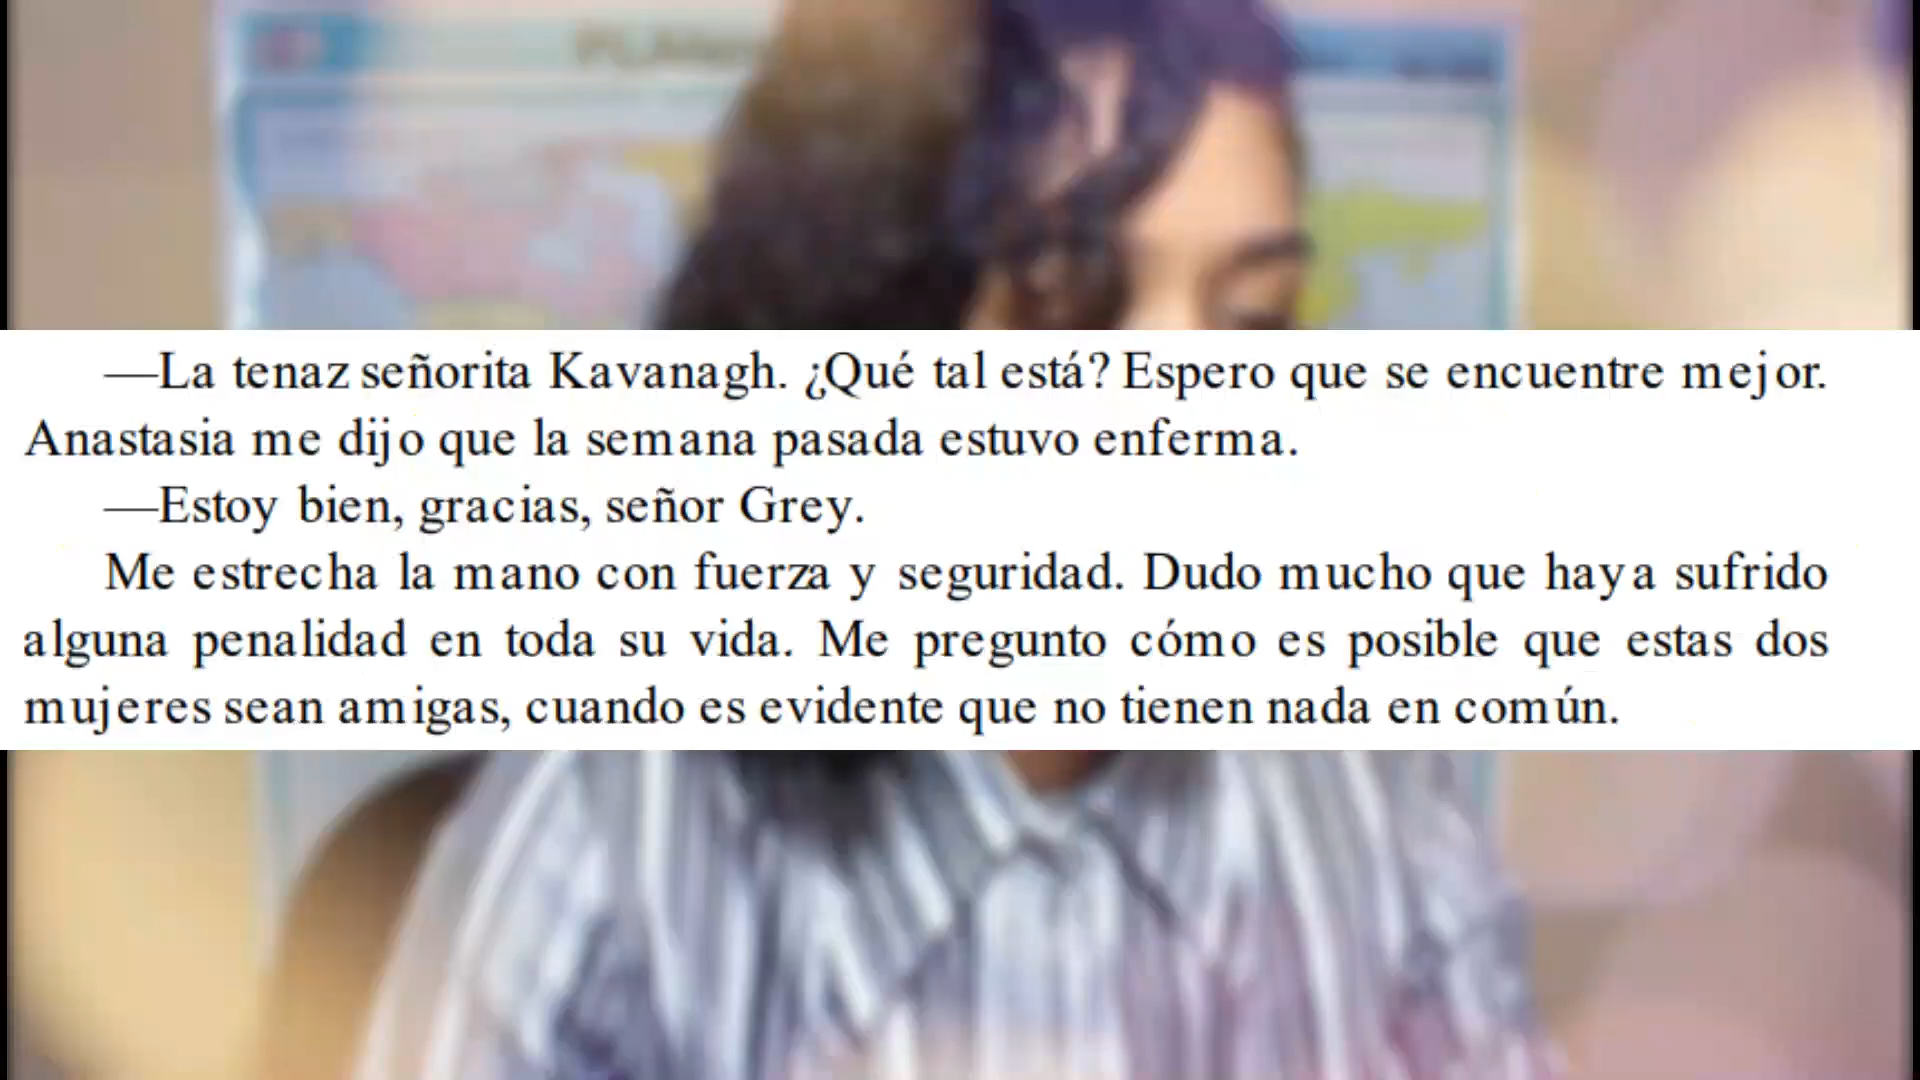 —La tenaz señorita Kavanagh. ¿Qué tal está? Espero que se encuentre mejor.
Anastasia me dijo que la semana pasada estuvo enferma.
—Estoy bien, gracias, señor Grey.
Me estrecha la mano con fuerza y seguridad. Dudo mucho que haya sufrido
alguna penalidad en toda su vida. Me pregunto cómo es posible que estas dos
mujeres sean amigas, cuando es evidente que no tienen nada en común.